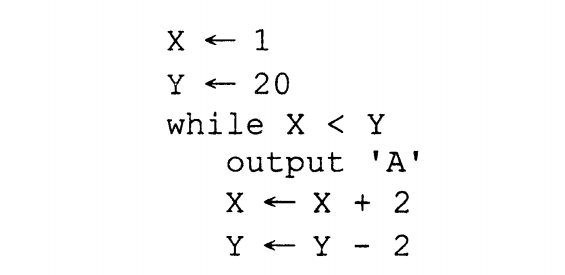 X ← 1
Y ← 20
while X < Y
output 'A'
X ← X + 2
Y ← Y - 2